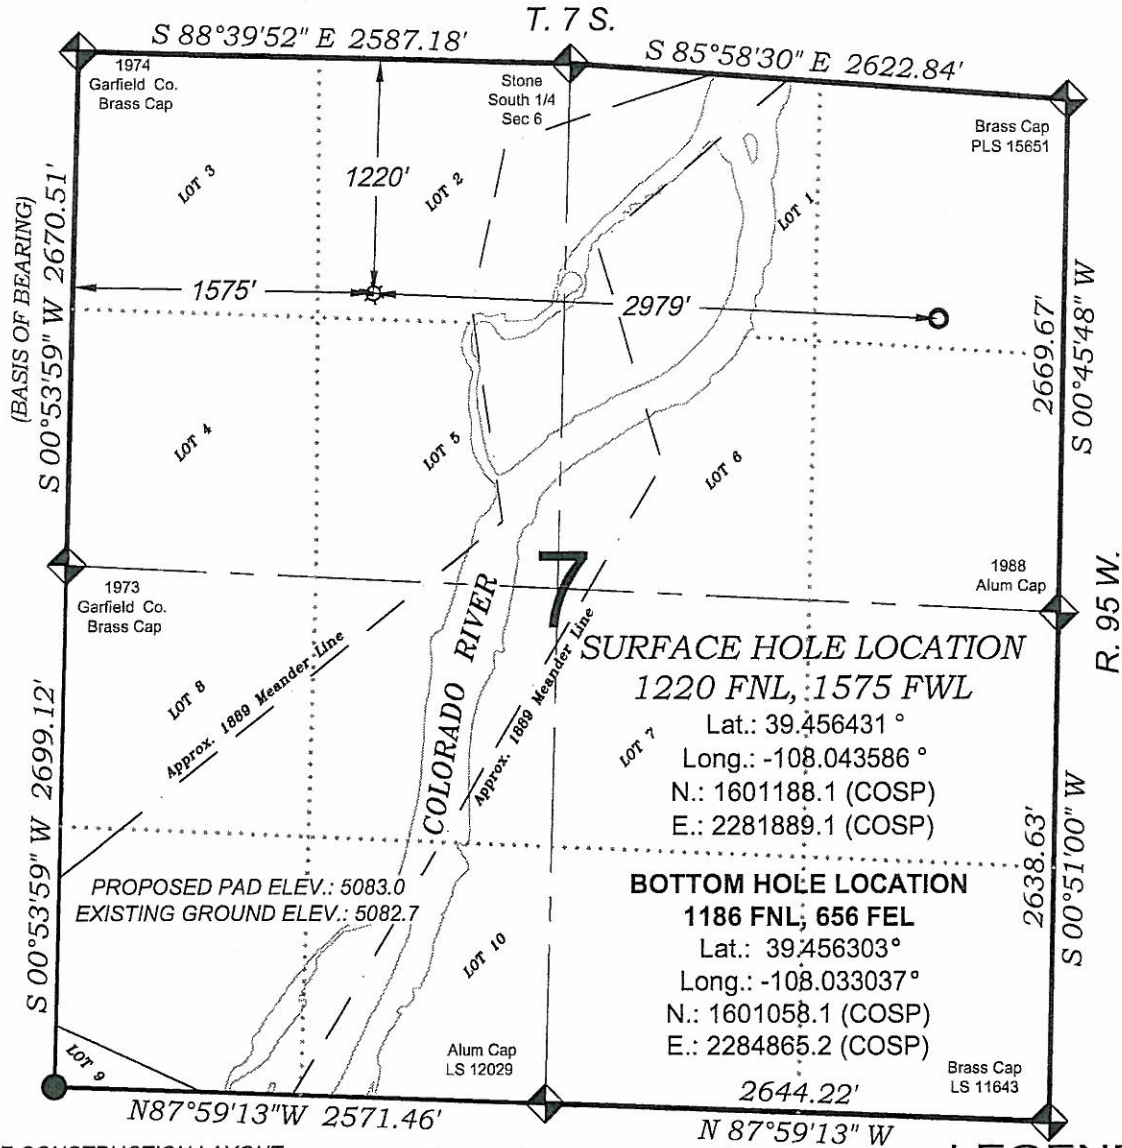 T. 7 S.
S 88°39'52" E 2587.18'
S 85°58'30" E 2622.84'
1974
Garfield Co.
Brass Cap
Stone
South 1/4
Sec 6
Brass Cap
PLS 15651
LOT 3
1220'
LOT 2
LOT 1
(BASIS OF BEARING)
S 00°53'59" W 2670.51'
1575'
2979'
2669.67'
S 00°45'48" W
LOT 4
LOT 5
LOT 6
1973
Garfield Co.
Brass Cap
7
1988
Alum Cap
R. 95 W.
COLORADO RIVER
Approx. 1889 Meander Line
SURFACE HOLE LOCATION
1220 FNL, 1575 FWL
Lat.: 39.456431 °
Long.: -108.043586 °
N.: 1601188.1 (COSP)
E.: 2281889.1 (COSP)
LOT 8
Approx. 1889 Meander Line
LOT 7
S 00°53'59" W 2699.12'
2638.63'
S 00°51'00" W
PROPOSED PAD ELEV.: 5083.0
EXISTING GROUND ELEV.: 5082.7
BOTTOM HOLE LOCATION
1186 FNL, 656 FEL
Lat.: 39.456303°
Long.: -108.033037°
N.: 1601058.1 (COSP)
E.: 2284865.2 (COSP)
LOT 10
LOT 9
Alum Cap
LS 12029
Brass Cap
LS 11643
N87°59'13"W 2571.46'
2644.22'
N 87°59'13" W